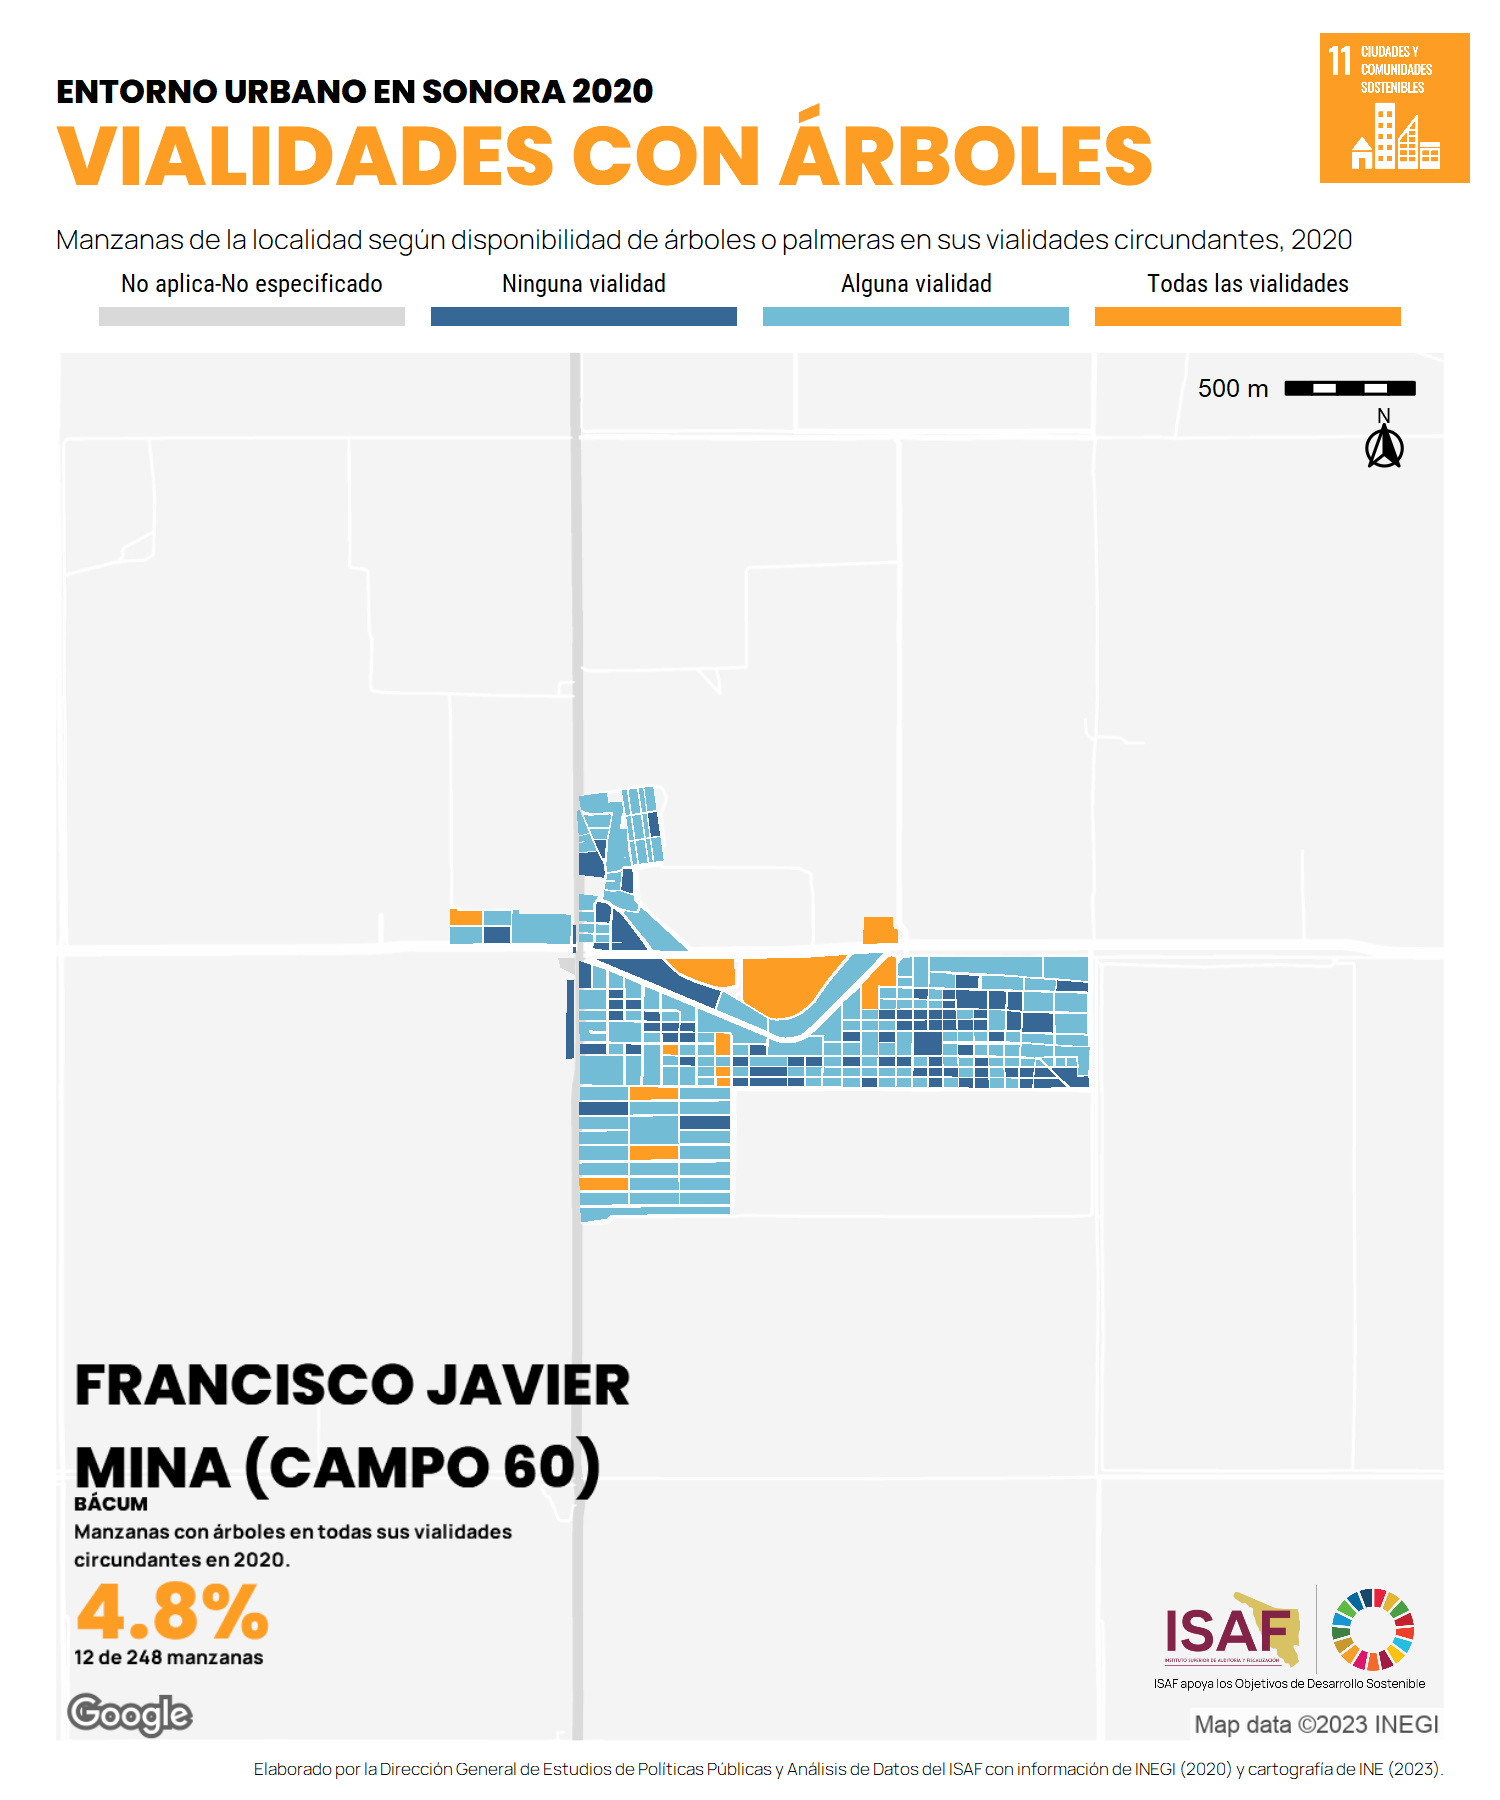 ENTORNO URBANO EN SONORA 2020
VIALIDADES CON ÁRBOLES
11 CIUDADES Y
COMUNIDADES
SOSTENIBLES
Manzanas de la localidad según disponibilidad de árboles o palmeras en sus vialidades circundantes, 2020
No aplica-No especificado Ninguna vialidad Alguna vialidad Todas las vialidades
500 m
N
FRANCISCO JAVIER
MINA (CAMPO 60)
BÁCUM
Manzanas con árboles en todas sus vialidades
circundantes en 2020.
4.8%
12 de 248 manzanas
ISAF
INSTITUTO SUPERIOR DE AUDITORÍA Y FISCALIZACIÓN
ISAF apoya los Objetivos de Desarrollo Sostenible
Google
Map data ©2023 INEGI
Elaborado por la Dirección General de Estudios de Políticas Públicas y Análisis de Datos del ISAF con información de INEGI (2020) y cartografía de INE (2023).